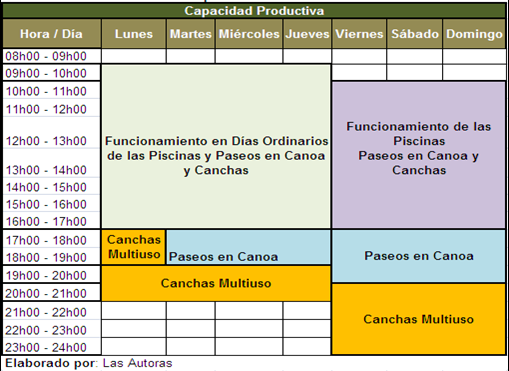 Capacidad Productiva
Hora / Día Lunes Martes Miércoles Jueves Viernes Sábado Domingo
08h00 - 09h00
09h00 - 10h00
10h00 - 11h00
11h00 - 12h00
12h00 - 13h00
13h00 - 14h00
14h00 - 15h00
15h00 - 16h00
16h00 - 17h00
17h00 - 18h00
18h00 - 19h00
19h00 - 20h00
20h00 - 21h00
21h00 - 22h00
22h00 - 23h00
23h00 - 24h00
Funcionamiento en Días Ordinarios
de las Piscinas y Paseos en Canoa
y Canchas
Funcionamiento de las
Piscinas
Paseos en Canoa y
Canchas
Canchas
Multiuso
Paseos en Canoa
Paseos en Canoa
Canchas Multiuso
Canchas Multiuso
Elaborado por: Las Autoras